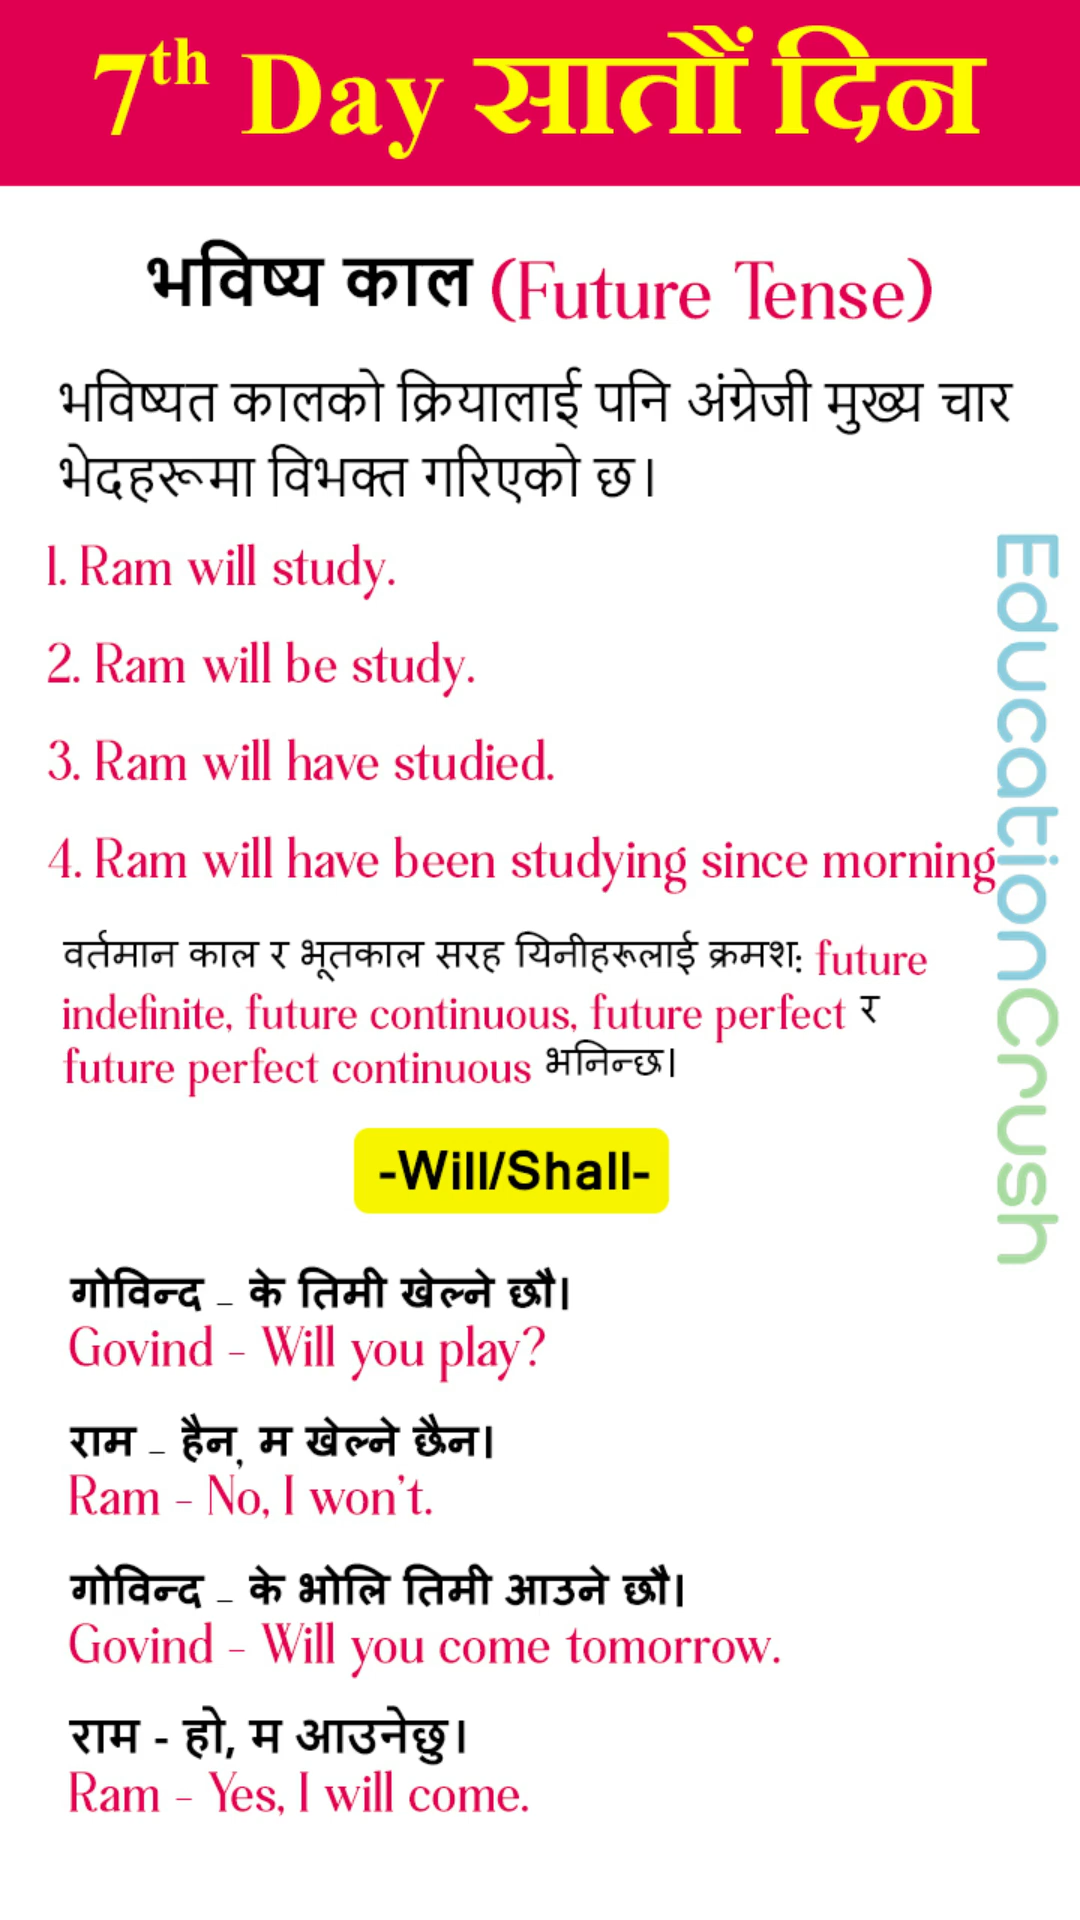 7th Day सातौं दिन
भविष्य काल (Future Tense)
भविष्यत कालको क्रियालाई पनि अंग्रेजी मुख्य चार
भेदहरूमा विभक्त गरिएको छ।
1. Ram will study.
2. Ram will be study.
3. Ram will have studied.
4. Ram will have been studying since morning
वर्तमान काल र भूतकाल सरह यिनीहरूलाई क्रमश: future
indefinite, future continuous, future perfect र
future perfect continuous भनिन्छ।
-Will/Shall-
गोविन्द - के तिमी खेल्ने छौ।
Govind - Will you play?
राम - हैन, म खेल्ने छैन।
Ram - No, I won't.
गोविन्द - के भोलि तिमी आउने छौ।
Govind - Will you come tomorrow.
राम - हो, म आउनेछु।
Ram - Yes, I will come.
EducationCrush